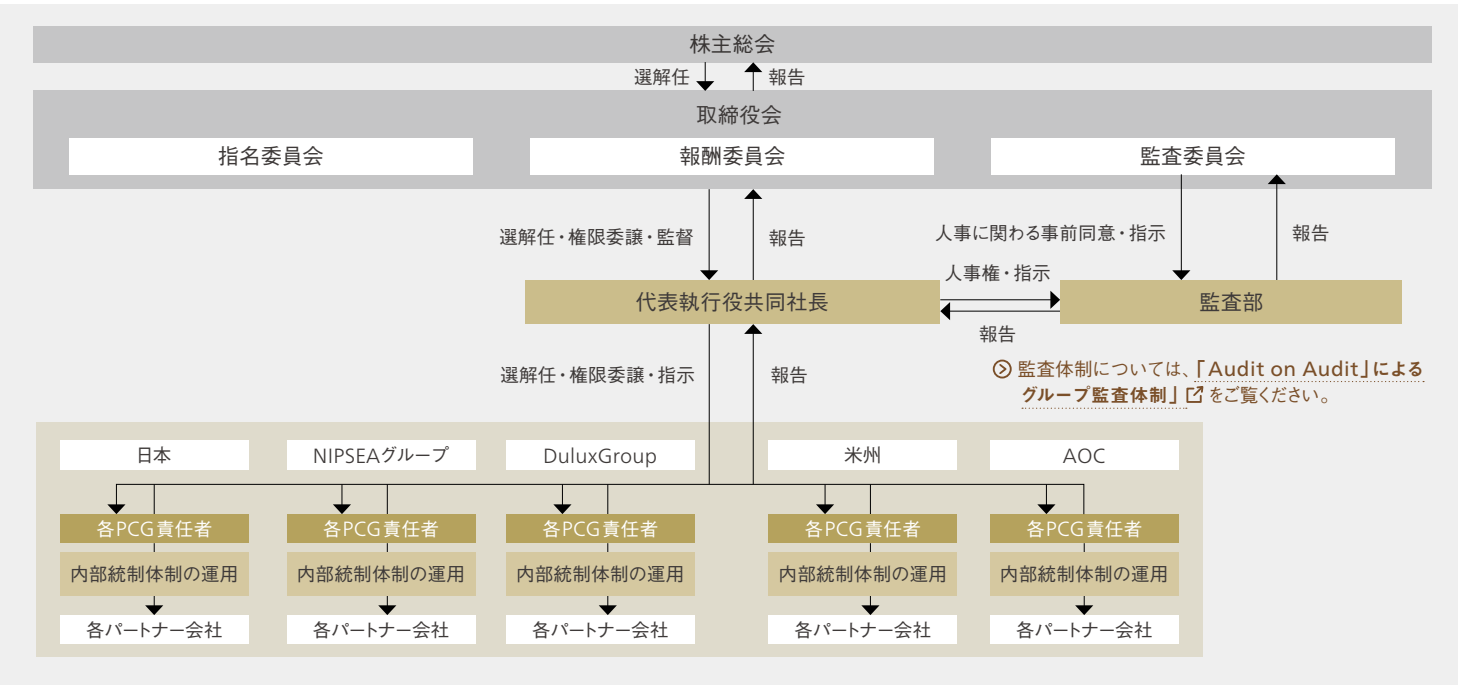 株主総会
選解任
報告
取締役会
指名委員会
報酬委員会
監査委員会
選解任・権限委譲・監督
報告
人事に関わる事前同意・指示
報告
人事権・指示
代表執行役共同社長
監査部
報告
選解任・権限委譲・指示
報告
監査体制については、「Audit on Audit」による
グループ監査体制」をご覧ください。
日本
NIPSEAグループ
DuluxGroup
米州
AOC
各PCG責任者
各PCG責任者
各PCG責任者
各PCG責任者
各PCG責任者
内部統制体制の運用
内部統制体制の運用
内部統制体制の運用
内部統制体制の運用
内部統制体制の運用
各パートナー会社
各パートナー会社
各パートナー会社
各パートナー会社
各パートナー会社